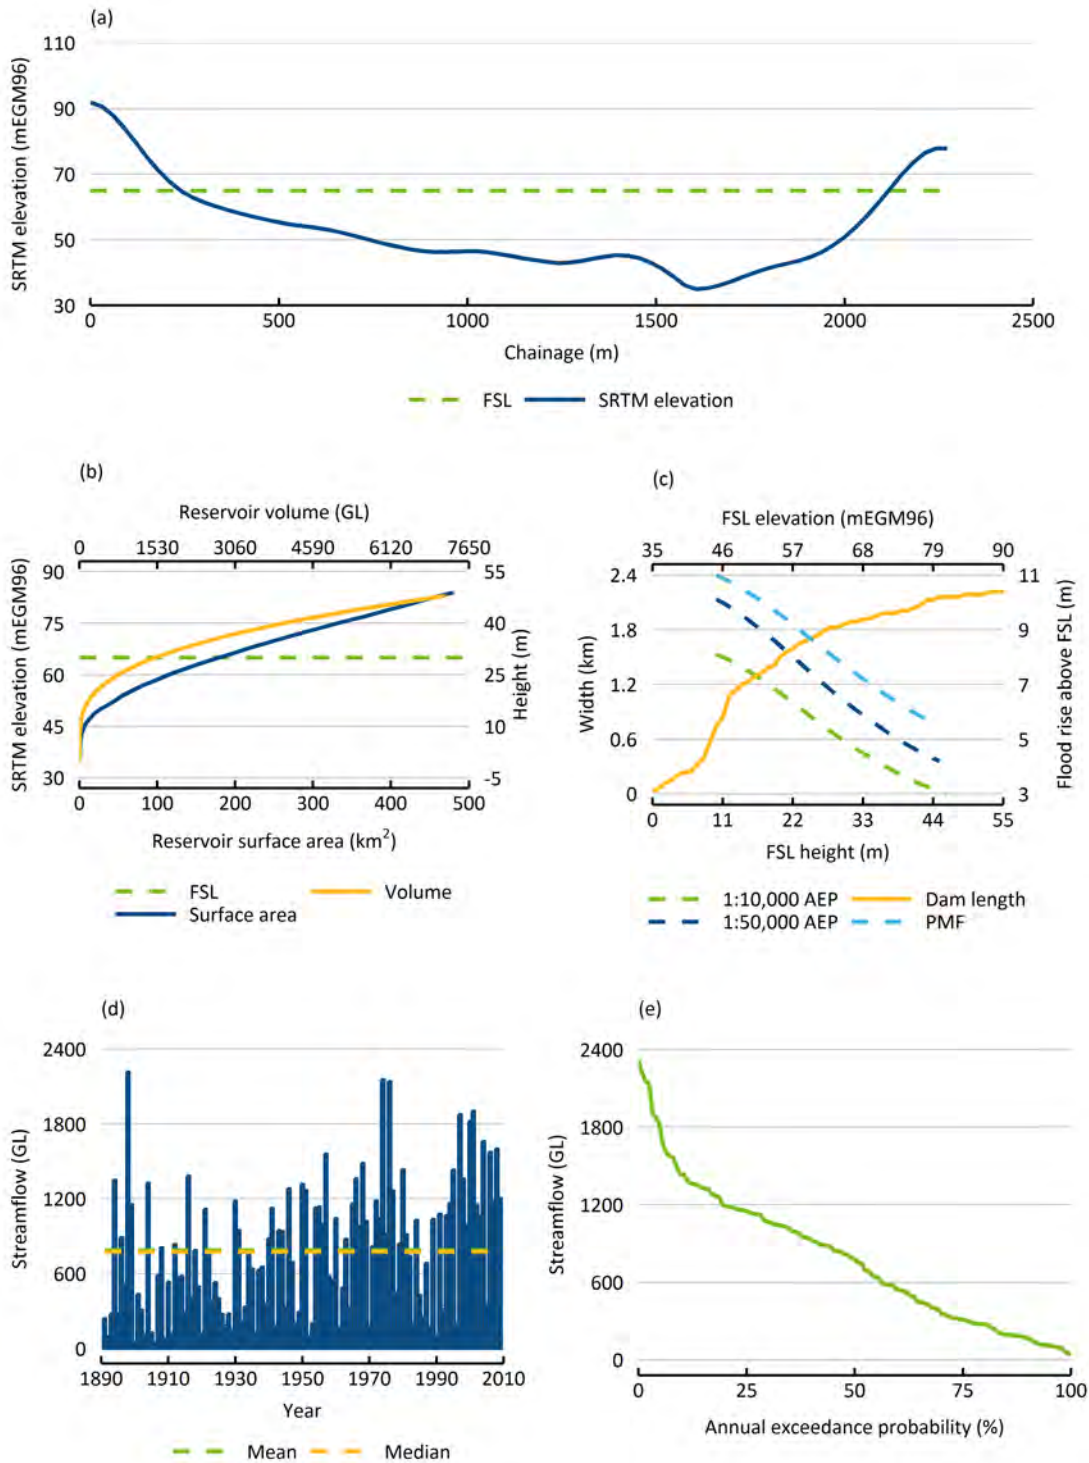 (a)
SRTM elevation (mEGM96)
110
90
70
50
30
0 500 1000 1500 2000 2500
Chainage (m)
FSL SRTM elevation
(b)
Reservoir volume (GL)
0 1530 3060 4590 6120 7650
SRTM elevation (mEGM96)
90
75
60
45
30
55
40
25
10
-5
Height (m)
0 100 200 300 400 500
Reservoir surface area (km²)
FSL Volume
Surface area
(c)
FSL elevation (mEGM96)
35 46 57 68 79 90
Width (km)
2.4
1.8
1.2
0.6
0
11
9
7
5
3
Flood rise above FSL (m)
0 11 22 33 44 55
FSL height (m)
1:10,000 AEP Dam length
1:50,000 AEP PMF
(d)
Streamflow (GL)
2400
1800
1200
600
0
1890 1910 1930 1950 1970 1990 2010
Year
Mean Median
(e)
Streamflow (GL)
2400
1800
1200
600
0
0 25 50 75 100
Annual exceedance probability (%)